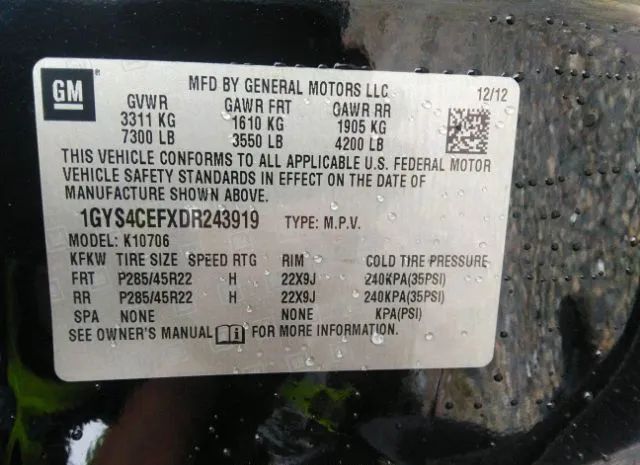 GM
MFD BY GENERAL MOTORS LLC
12/12
GVWR GAWR FRT GAWR RR
3311 KG 1610 KG 1905 KG
7300 LB 3550 LB 4200 LB
THIS VEHICLE CONFORMS TO ALL APPLICABLE U.S. FEDERAL MOTOR
VEHICLE SAFETY STANDARDS IN EFFECT ON THE DATE OF
MANUFACTURE SHOWN ABOVE.
1GYS4CEFXDR243919 TYPE: M.P.V.
MODEL: K10706
KFKW TIRE SIZE SPEED RTG RIM COLD TIRE PRESSURE
FRT P285/45R22 H 22X9J 240KPA(35PSI)
RR P285/45R22 H 22X9J 240KPA(35PSI)
SPA NONE NONE KPA(PSI)
SEE OWNER'S MANUAL FOR MORE INFORMATION.